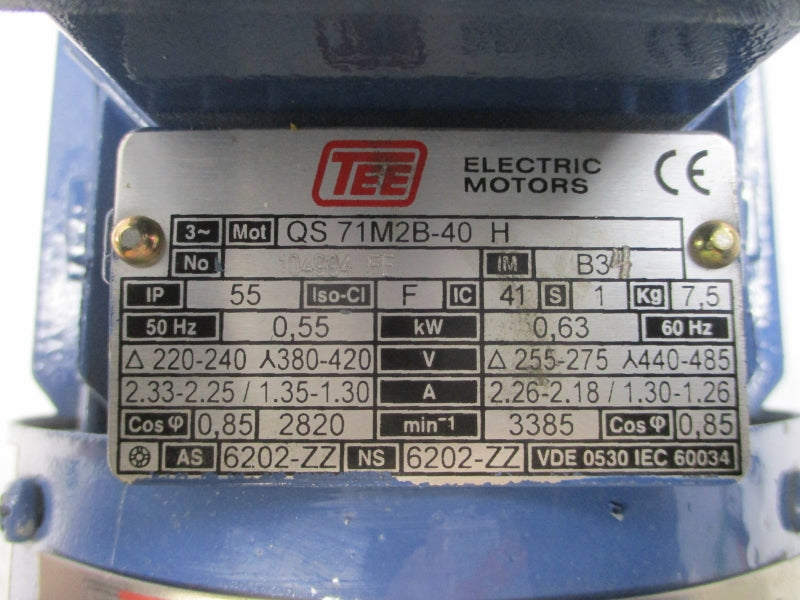 TEE ELECTRIC MOTORS CE
3~ Mot QS 71M2B-40 H
No IM B34
IP 55 Iso-Cl F IC 41 S 1 Kg 7,5
50 Hz 0,55 kW 0,63 60 Hz
Δ 220-240 ⅄380-420 V Δ 255-275 ⅄440-485
2.33-2.25 / 1.35-1.30 A 2.26-2.18 / 1.30-1.26
Cos φ 0,85 2820 min⁻¹ 3385 Cos φ 0,85
AS 6202-ZZ NS 6202-ZZ VDE 0530 IEC 60034